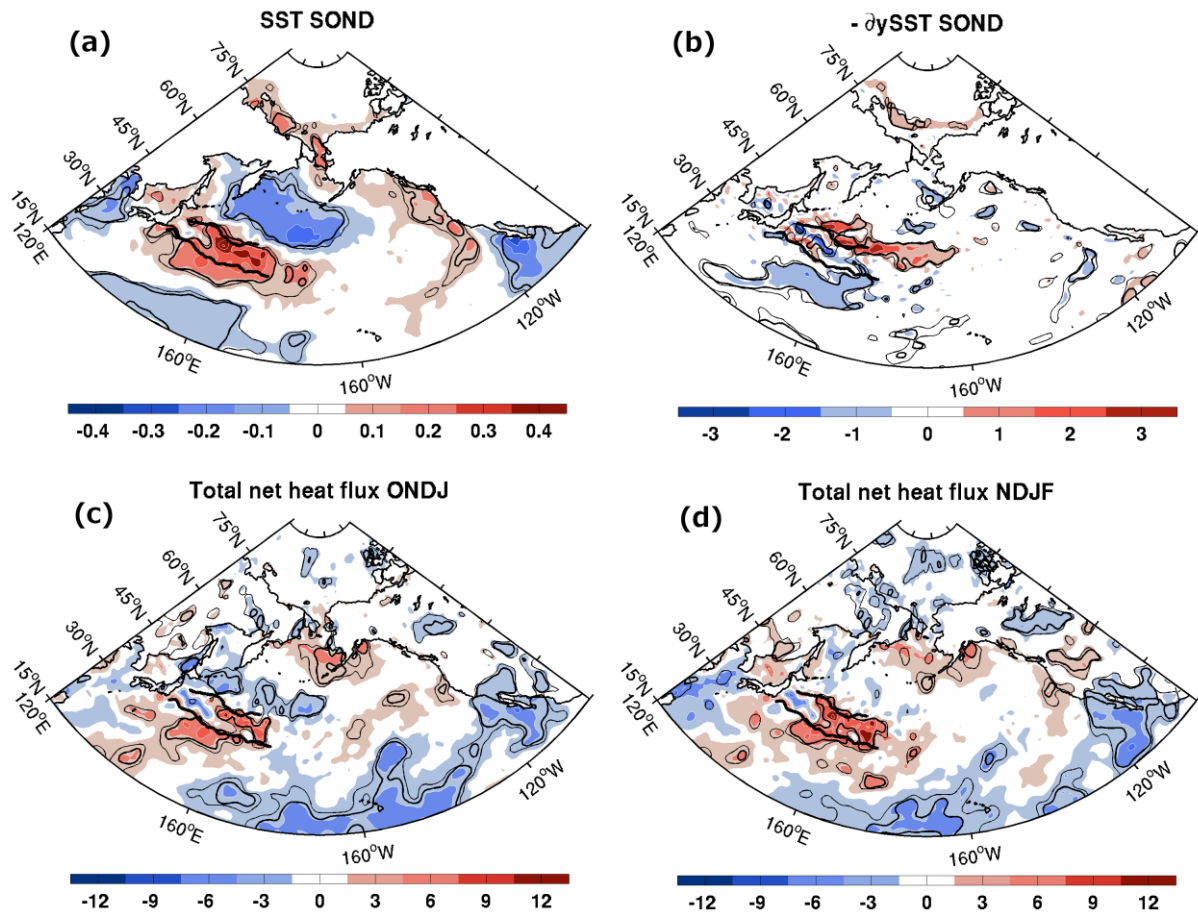 SST SOND
(a)
75°N
60°N
45°N
30°N
15°N
120°E
160°E
160°W
120°W
-0.4 -0.3 -0.2 -0.1 0 0.1 0.2 0.3 0.4
- ∂ySST SOND
(b)
75°N
60°N
45°N
30°N
15°N
120°E
160°E
160°W
120°W
-3 -2 -1 0 1 2 3
Total net heat flux ONDJ
(c)
75°N
60°N
45°N
30°N
15°N
120°E
160°E
160°W
120°W
-12 -9 -6 -3 0 3 6 9 12
Total net heat flux NDJF
(d)
75°N
60°N
45°N
30°N
15°N
120°E
160°E
160°W
120°W
-12 -9 -6 -3 0 3 6 9 12